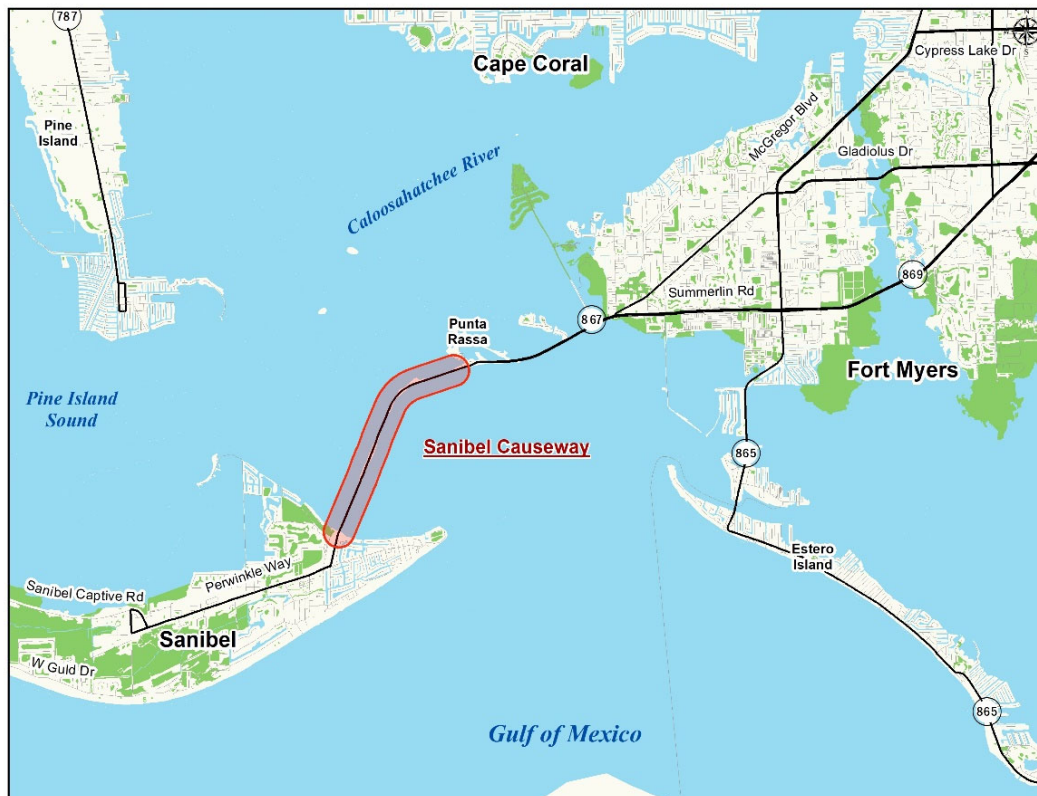 787
Cape Coral
Cypress Lake Dr
Pine
Island
McGregor Blvd
Gladiolus Dr
Caloosahatchee River
869
Summerlin Rd
867
Punta
Rassa
Fort Myers
Pine Island
Sound
Sanibel Causeway
865
Estero
Island
Periwinkle Way
Sanibel Captive Rd
Sanibel
W Guld Dr
865
Gulf of Mexico